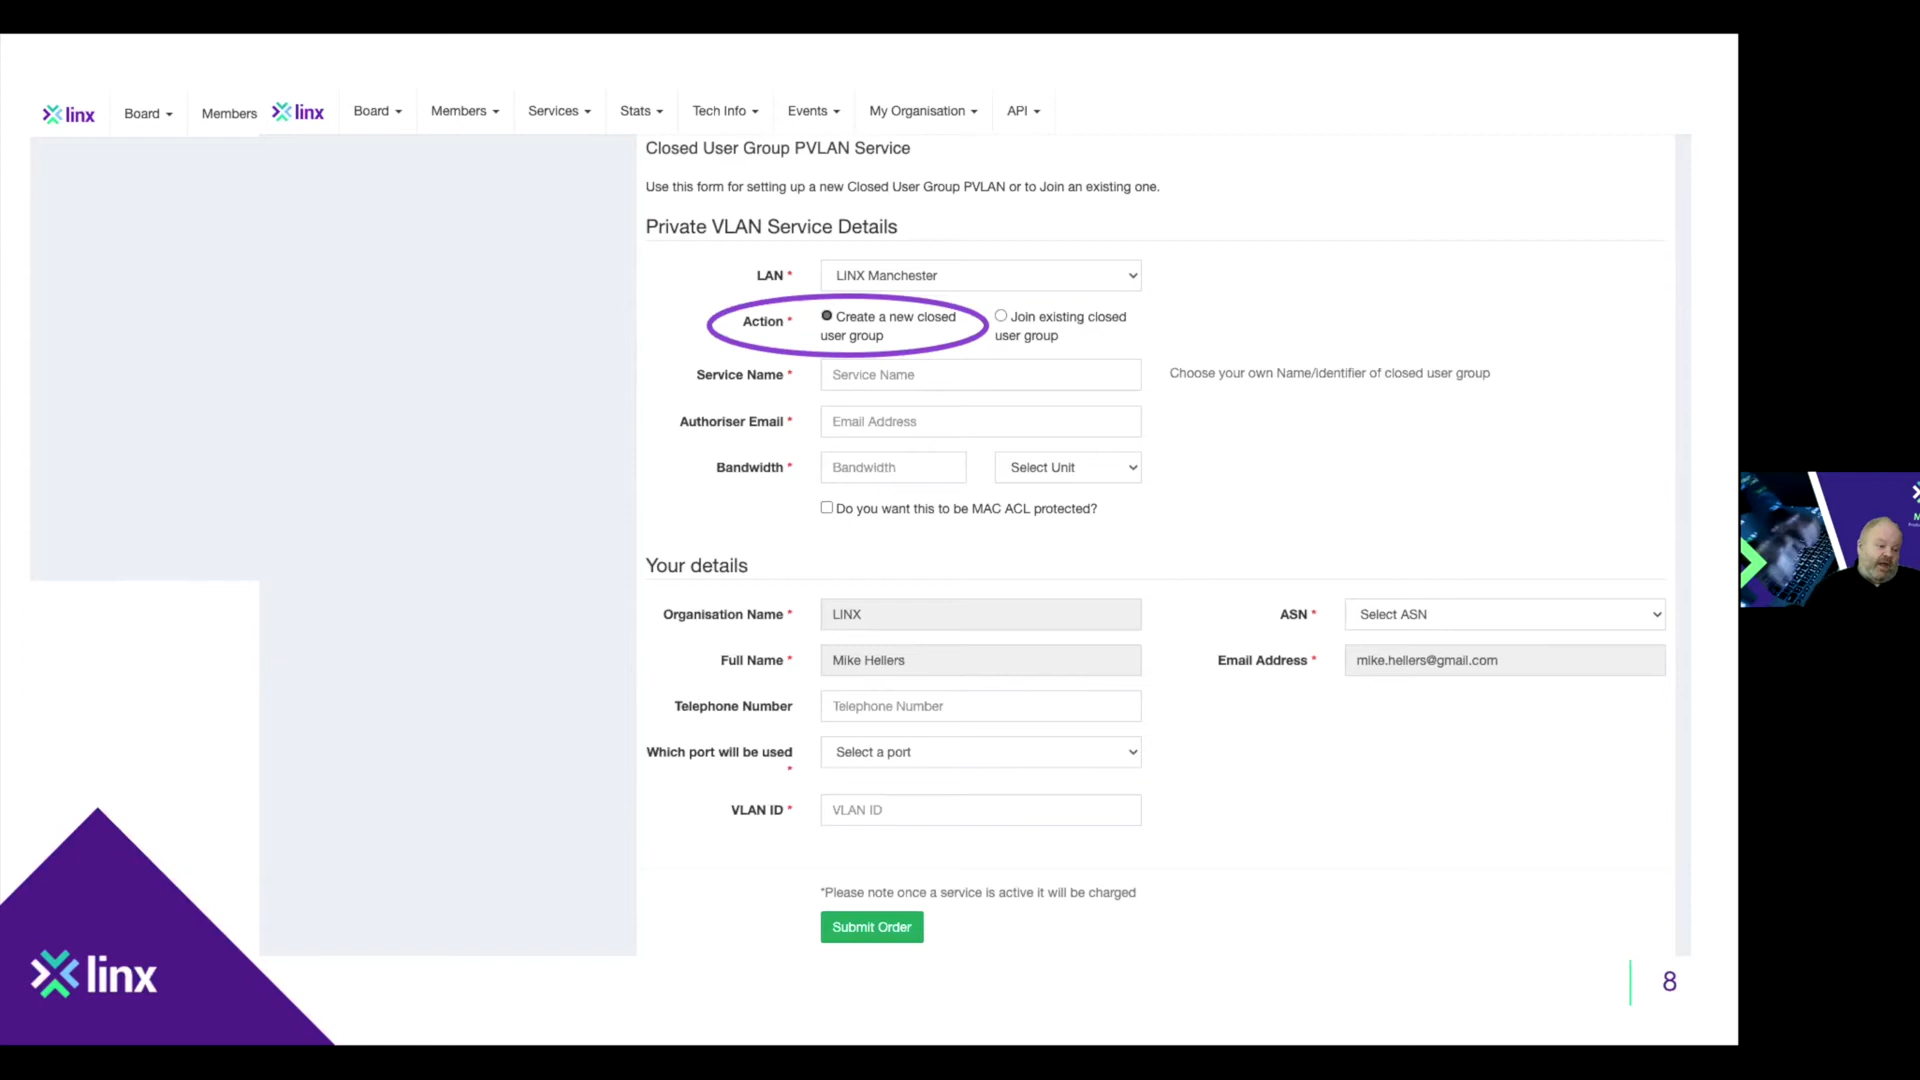 linx
Board
Members
linx
Board
Members
Services
Stats
Tech Info
Events
My Organisation
API
Closed User Group PVLAN Service
Use this form for setting up a new Closed User Group PVLAN or to Join an existing one.
Private VLAN Service Details
LAN *
LINX Manchester
Action *
Create a new closed
user group
Join existing closed
user group
Service Name *
Service Name
Choose your own Name/identifier of closed user group
Authoriser Email *
Email Address
Bandwidth *
Bandwidth
Select Unit
Do you want this to be MAC ACL protected?
Your details
Organisation Name *
LINX
ASN *
Select ASN
Full Name *
Mike Hellers
Email Address *
mike.hellers@gmail.com
Telephone Number
Telephone Number
Which port will be used
*
Select a port
VLAN ID *
VLAN ID
*Please note once a service is active it will be charged
Submit Order
linx
8